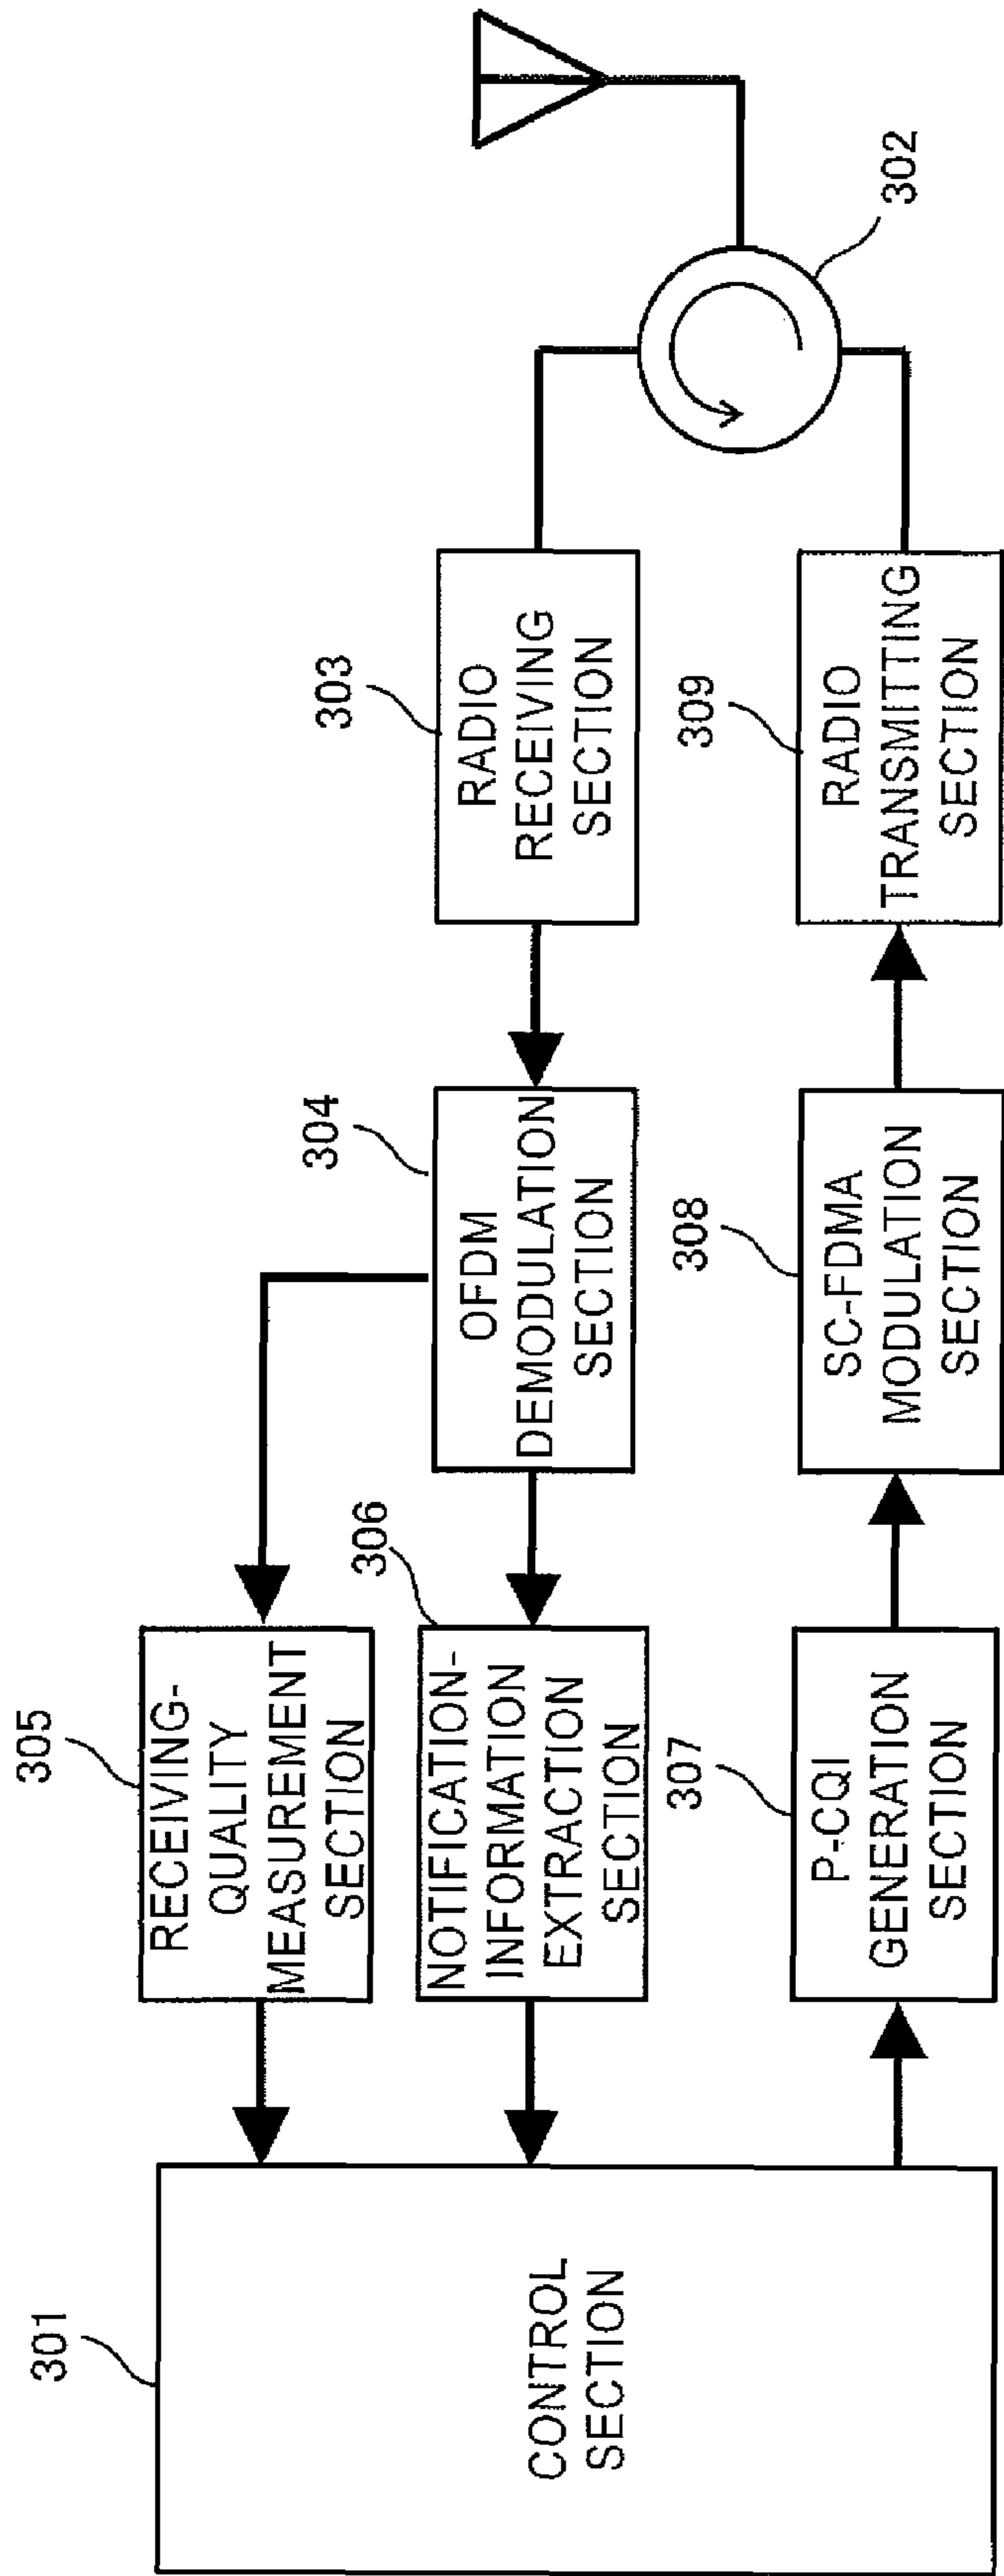 301
CONTROL
SECTION
305
RECEIVING-
QUALITY
MEASUREMENT
SECTION
306
NOTIFICATION-
INFORMATION
EXTRACTION
SECTION
307
P-CQI
GENERATION
SECTION
304
OFDM
DEMODULATION
SECTION
308
SC-FDMA
MODULATION
SECTION
303
RADIO
RECEIVING
SECTION
309
RADIO
TRANSMITTING
SECTION
302